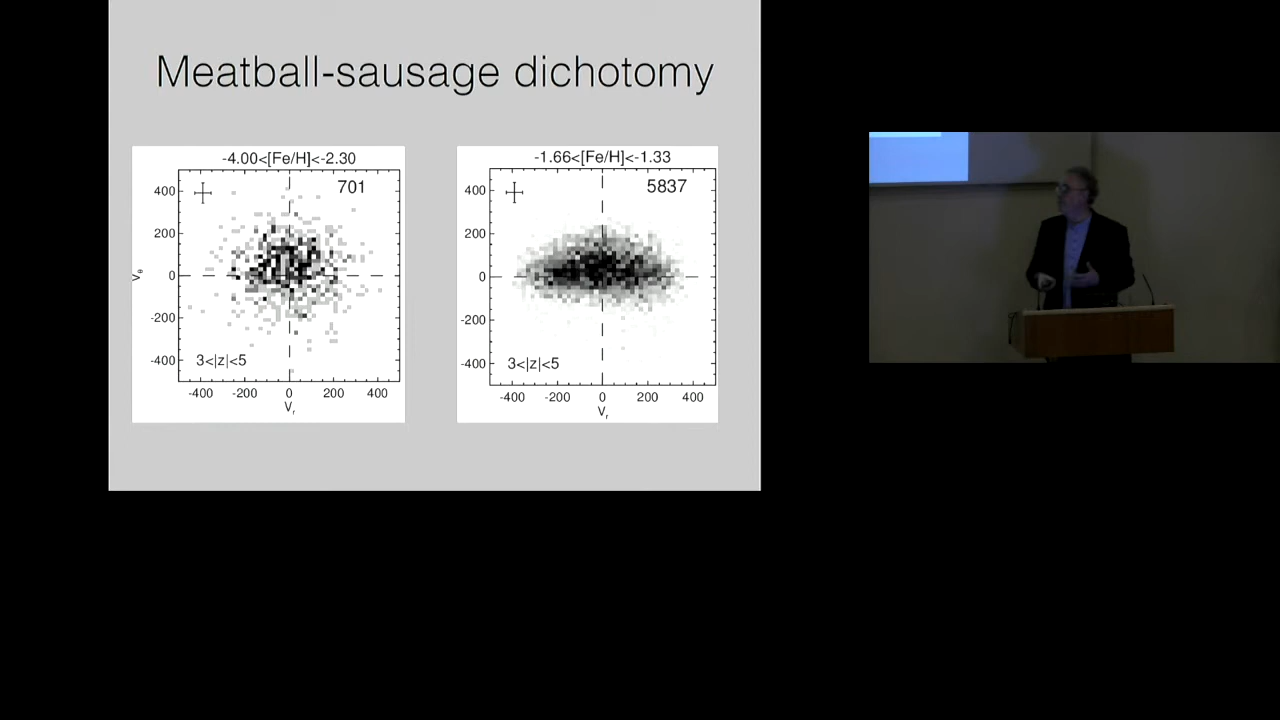 Meatball-sausage dichotomy
-4.00<[Fe/H]<-2.30
701
400
200
0
-200
-400
Vθ
3<|z|<5
-400 -200 0 200 400
Vr
-1.66<[Fe/H]<-1.33
5837
400
200
0
-200
-400
3<|z|<5
-400 -200 0 200 400
Vr